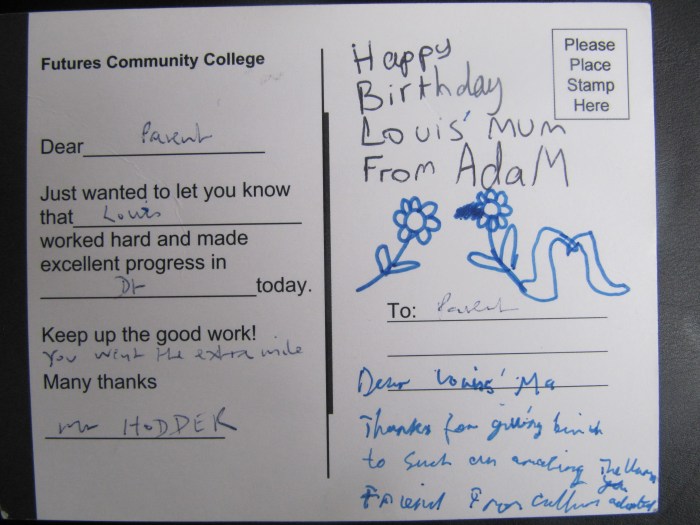 Futures Community College
Dear Parent
Just wanted to let you know
that Louis
worked hard and made
excellent progress in
Dt today.
Keep up the good work!
You went the extra mile
Many thanks
Mr HODDER
Happy
Birthday
Louis' Mum
From AdaM
Please
Place
Stamp
Here
To: Parent
Dear 'Louis' Ma
Thanks for giving birth
to such an amazing
Friend From Callum